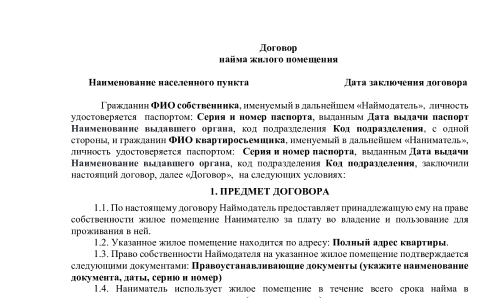 Договор
найма жилого помещения
Наименование населенного пункта Дата заключения договора
Гражданин ФИО собственника, именуемый в дальнейшем «Наймодатель», личность
удостоверяется паспортом: Серия и номер паспорта, выданным Дата выдачи паспорт
Наименование выдавшего органа, код подразделения Код подразделения, с одной
стороны, и гражданин ФИО квартиросъемщика, именуемый в дальнейшем «Наниматель»,
личность удостоверяется паспортом: Серия и номер паспорта, выданным Дата выдачи
Наименование выдавшего органа, код подразделения Код подразделения, заключили
настоящий договор, далее «Договор», на следующих условиях:
1. ПРЕДМЕТ ДОГОВОРА
1.1. По настоящему договору Наймодатель предоставляет принадлежащую ему на праве
собственности жилое помещение Нанимателю за плату во владение и пользование для
проживания в ней.
1.2. Указанное жилое помещение находится по адресу: Полный адрес квартиры.
1.3. Право собственности Наймодателя на указанное жилое помещение подтверждается
следующими документами: Правоустанавливающие документы (укажите наименование
документа, даты, серию и номер)
1.4. Наниматель использует жилое помещение в течение всего срока найма в